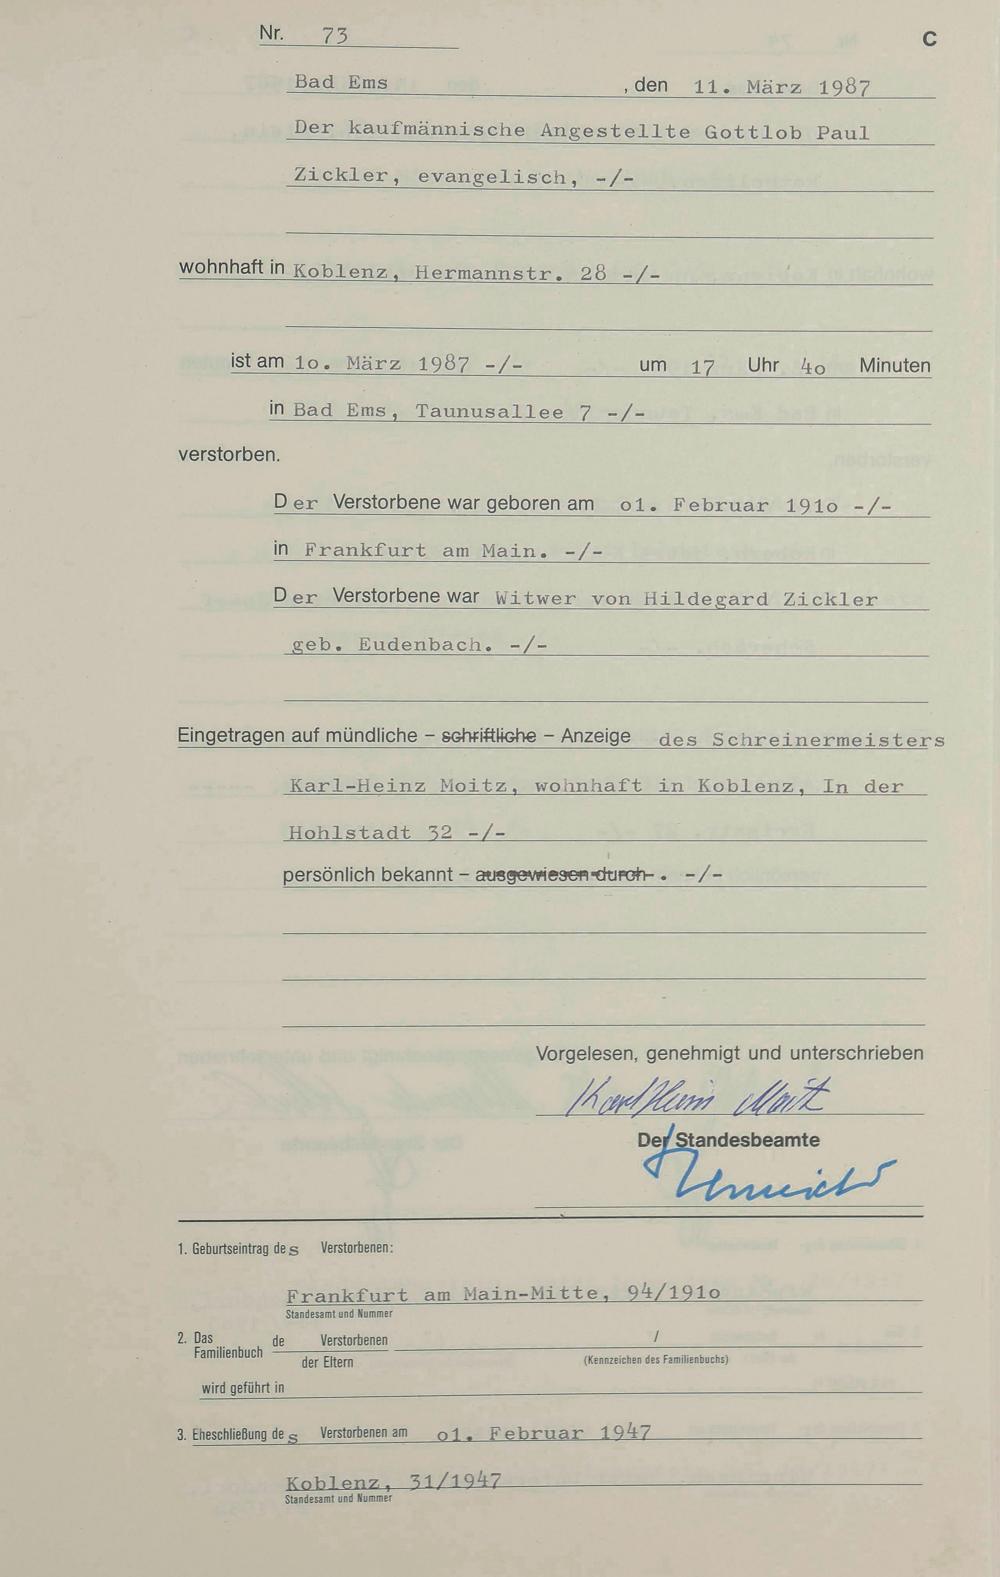 Nr. 73
C
Bad Ems , den 11. März 1987
Der kaufmännische Angestellte Gottlob Paul
Zickler, evangelisch, -/-
wohnhaft in Koblenz, Hermannstr. 28 -/-
ist am 1o. März 1987 -/- um 17 Uhr 4o Minuten
in Bad Ems, Taunusallee 7 -/-
verstorben.
Der Verstorbene war geboren am o1. Februar 191o -/-
in Frankfurt am Main. -/-
Der Verstorbene war Witwer von Hildegard Zickler
geb. Eudenbach. -/-
Eingetragen auf mündliche – schriftliche – Anzeige des Schreinermeisters
Karl-Heinz Moitz, wohnhaft in Koblenz, In der
Hohlstadt 32 -/-
persönlich bekannt – ausgewiesen durch . -/-
Vorgelesen, genehmigt und unterschrieben
Karl Heinz Moitz
Der Standesbeamte
1. Geburtseintrag des Verstorbenen:
Frankfurt am Main-Mitte, 94/191o
Standesamt und Nummer
2. Das Familienbuch de Verstorbenen /
der Eltern (Kennzeichen des Familienbuchs)
wird geführt in
3. Eheschließung des Verstorbenen am o1. Februar 1947
Koblenz, 31/1947
Standesamt und Nummer